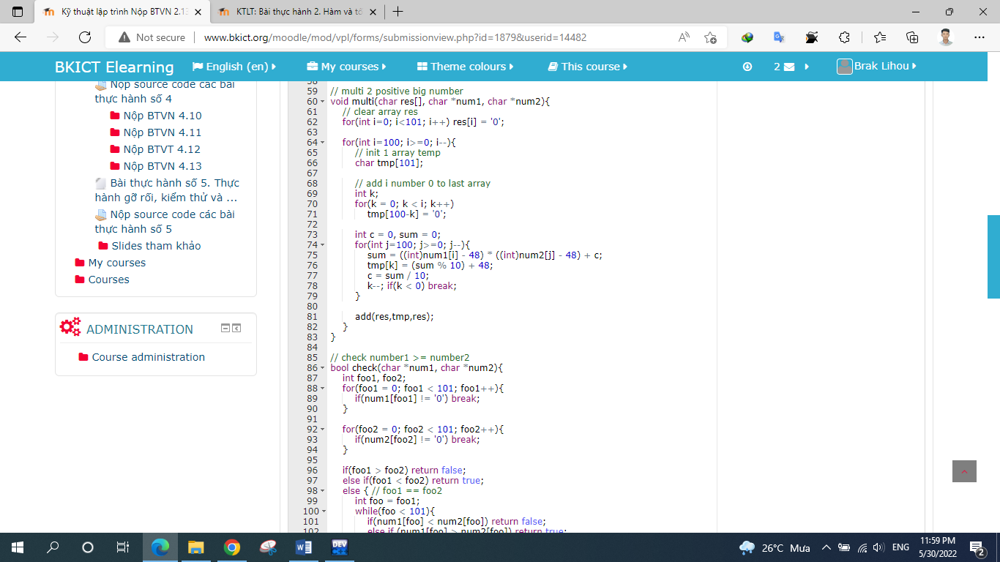 Kỹ thuật lập trình Nộp BTVN 2.13
KTLT: Bài thực hành 2. Hàm và tố
Not secure
www.bkict.org/moodle/mod/vpl/forms/submissionview.php?id=1879&userid=14482
BKICT Elearning
English (en)
My courses
Theme colours
This course
2
Brak Lihou
Nộp source code các bài
thực hành số 4
Nộp BTVN 4.10
Nộp BTVN 4.11
Nộp BTVT 4.12
Nộp BTVN 4.13
Bài thực hành số 5. Thực
hành gỡ rối, kiểm thử và ...
Nộp source code các bài
thực hành số 5
Slides tham khảo
My courses
Courses
ADMINISTRATION
Course administration
58
59 // multi 2 positive big number
60 void multi(char res[], char *num1, char *num2){
61 // clear array res
62 for(int i=0; i<101; i++) res[i] = '0';
63
64 for(int i=100; i>=0; i--){
65 // init 1 array temp
66 char tmp[101];
67
68 // add i number 0 to last array
69 int k;
70 for(k = 0; k < i; k++)
71 tmp[100-k] = '0';
72
73 int c = 0, sum = 0;
74 for(int j=100; j>=0; j--){
75 sum = ((int)num1[i] - 48) * ((int)num2[j] - 48) + c;
76 tmp[k] = (sum % 10) + 48;
77 c = sum / 10;
78 k--; if(k < 0) break;
79 }
80
81 add(res,tmp,res);
82 }
83 }
84
85 // check number1 >= number2
86 bool check(char *num1, char *num2){
87 int foo1, foo2;
88 for(foo1 = 0; foo1 < 101; foo1++){
89 if(num1[foo1] != '0') break;
90 }
91
92 for(foo2 = 0; foo2 < 101; foo2++){
93 if(num2[foo2] != '0') break;
94 }
95
96 if(foo1 > foo2) return false;
97 else if(foo1 < foo2) return true;
98 else { // foo1 == foo2
99 int foo = foo1;
100 while(foo < 101){
101 if(num1[foo] < num2[foo]) return false;
102 else if (num1[foo] > num2[foo]) return true;
DEV
26°C Mưa
ENG
11:59 PM
5/30/2022
2